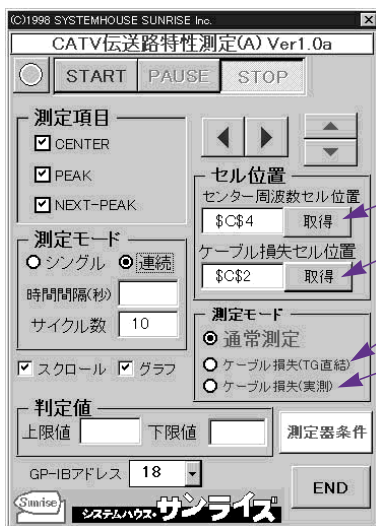 (C)1998 SYSTEMHOUSE SUNRISE Inc.
CATV伝送路特性測定(A) Ver1.0a
START PAUSE STOP
測定項目
CENTER
PEAK
NEXT-PEAK
セル位置
センター周波数セル位置
$C$4 取得
ケーブル損失セル位置
$C$2 取得
測定モード
シングル 連続
時間間隔(秒)
サイクル数 10
測定モード
通常測定
ケーブル損失(TG直結)
ケーブル損失(実測)
スクロール グラフ
判定値
上限値 下限値
測定器条件
GP-IBアドレス 18
END
Sunrise システムハウス・サンライズ